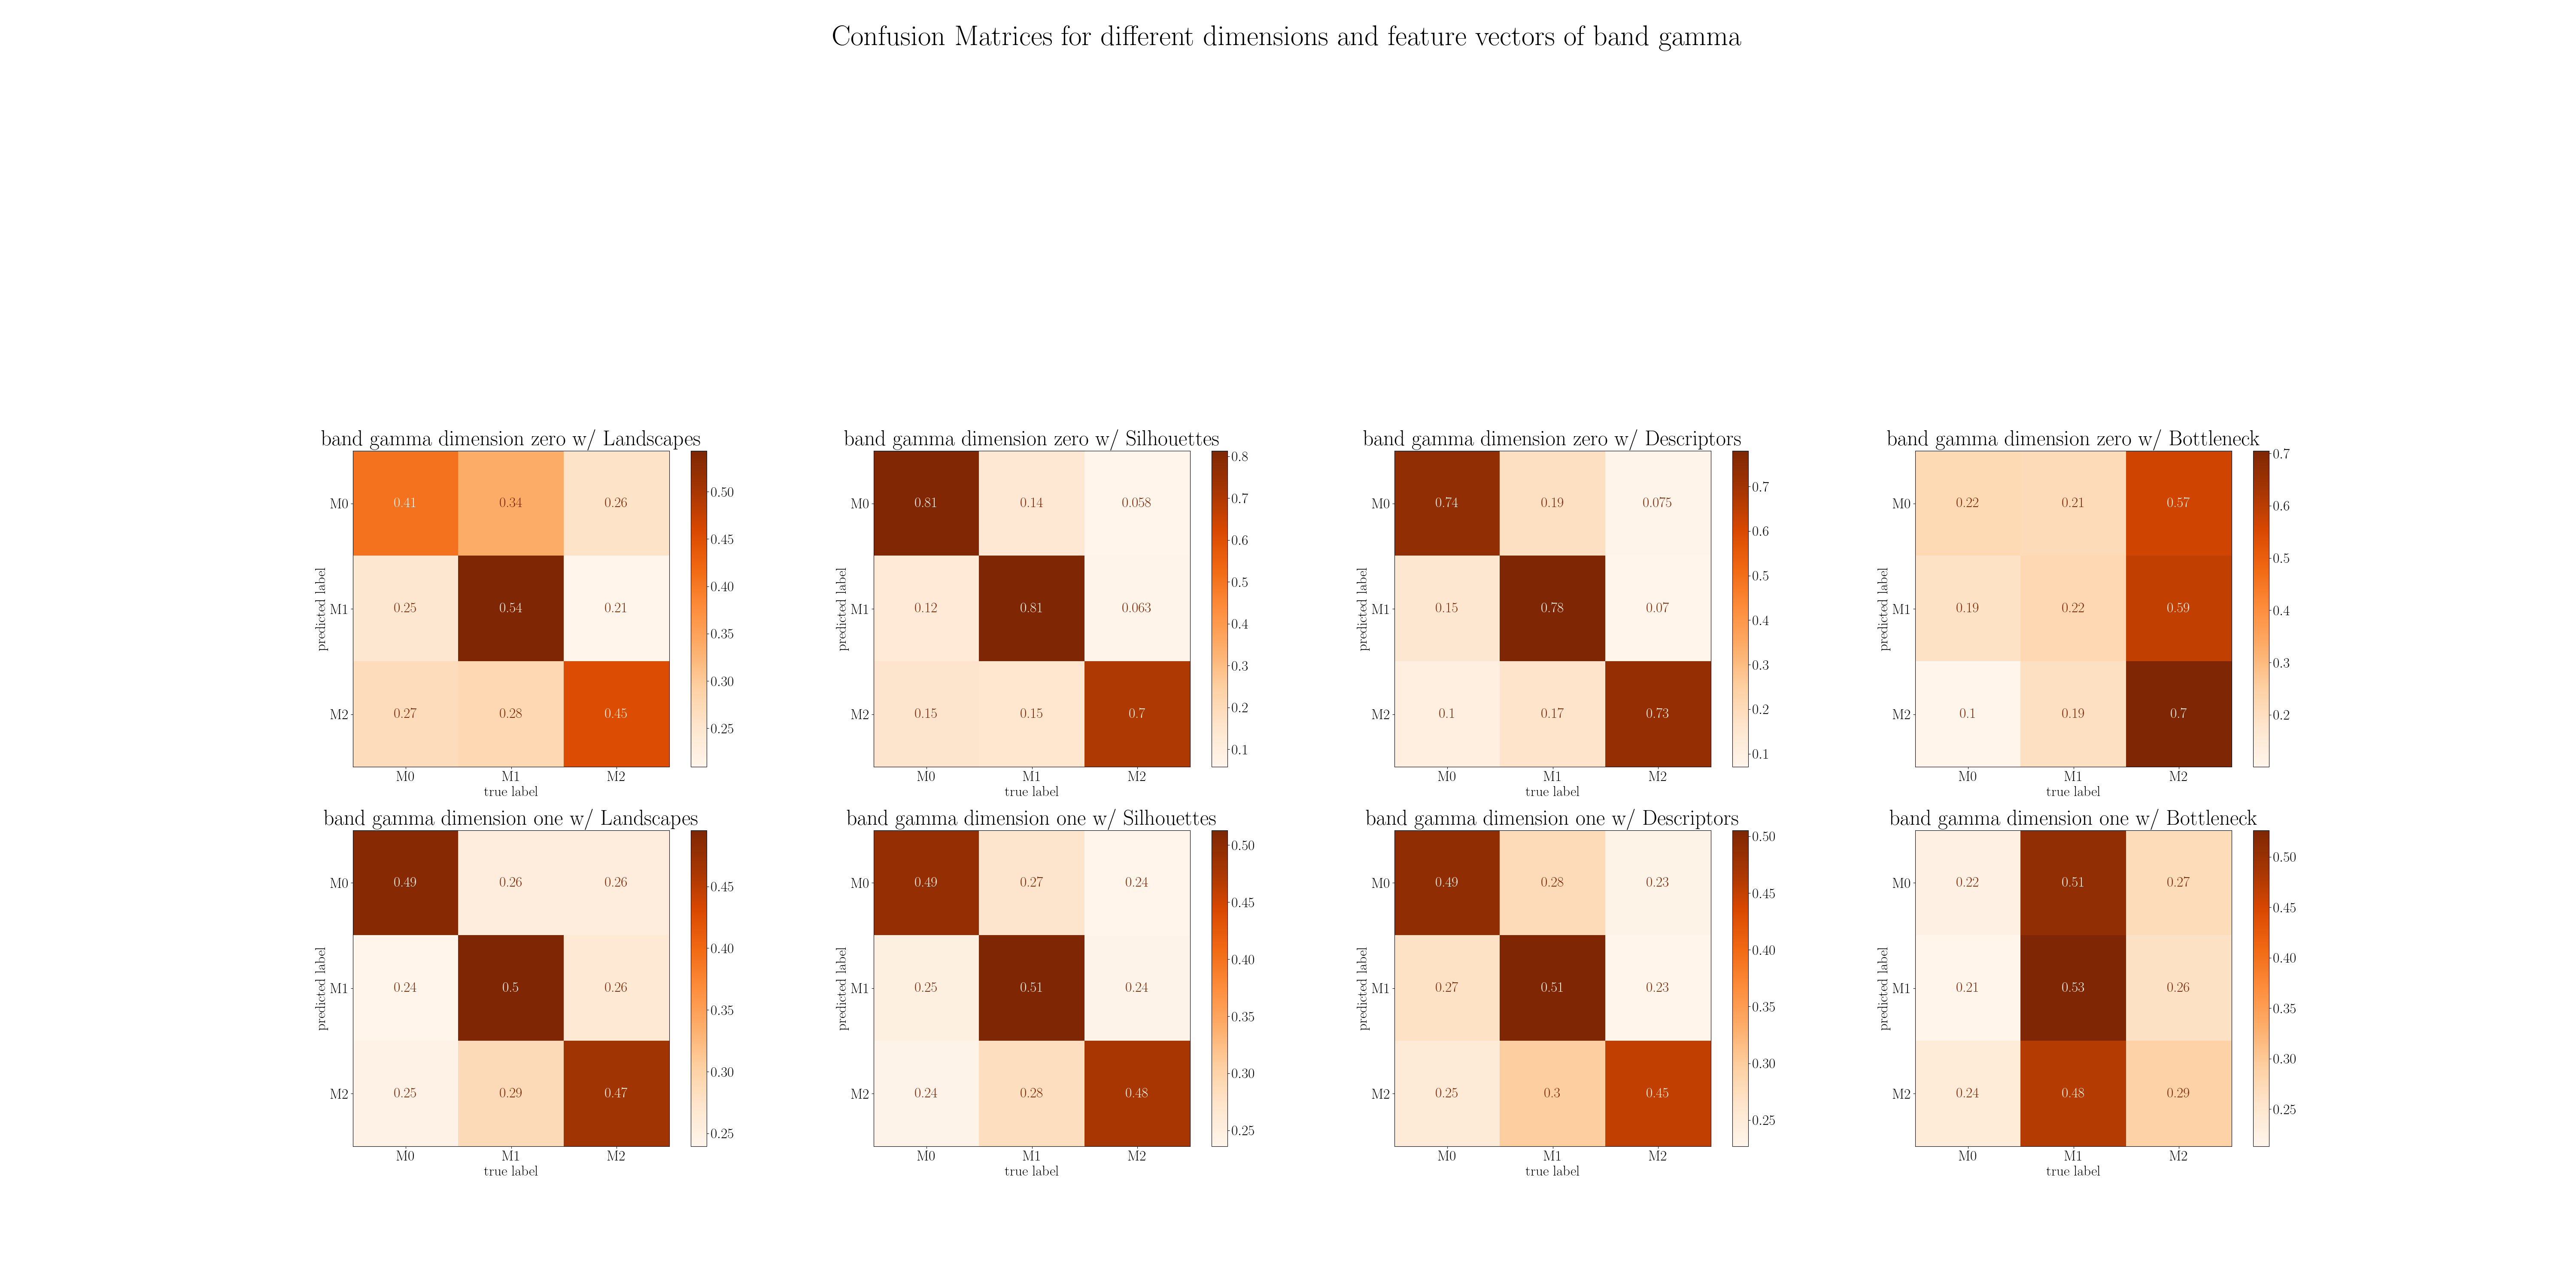 Confusion Matrices for different dimensions and feature vectors of band gamma
band gamma dimension zero w/ Landscapes
predicted label
M0 0.41 0.34 0.26
M1 0.25 0.54 0.21
M2 0.27 0.28 0.45
M0 M1 M2
true label
0.50
0.45
0.40
0.35
0.30
0.25
band gamma dimension zero w/ Silhouettes
predicted label
M0 0.81 0.14 0.058
M1 0.12 0.81 0.063
M2 0.15 0.15 0.7
M0 M1 M2
true label
0.8
0.7
0.6
0.5
0.4
0.3
0.2
0.1
band gamma dimension zero w/ Descriptors
predicted label
M0 0.74 0.19 0.075
M1 0.15 0.78 0.07
M2 0.1 0.17 0.73
M0 M1 M2
true label
0.7
0.6
0.5
0.4
0.3
0.2
0.1
band gamma dimension zero w/ Bottleneck
predicted label
M0 0.22 0.21 0.57
M1 0.19 0.22 0.59
M2 0.1 0.19 0.7
M0 M1 M2
true label
0.7
0.6
0.5
0.4
0.3
0.2
band gamma dimension one w/ Landscapes
predicted label
M0 0.49 0.26 0.26
M1 0.24 0.5 0.26
M2 0.25 0.29 0.47
M0 M1 M2
true label
0.45
0.40
0.35
0.30
0.25
band gamma dimension one w/ Silhouettes
predicted label
M0 0.49 0.27 0.24
M1 0.25 0.51 0.24
M2 0.24 0.28 0.48
M0 M1 M2
true label
0.50
0.45
0.40
0.35
0.30
0.25
band gamma dimension one w/ Descriptors
predicted label
M0 0.49 0.28 0.23
M1 0.27 0.51 0.23
M2 0.25 0.3 0.45
M0 M1 M2
true label
0.50
0.45
0.40
0.35
0.30
0.25
band gamma dimension one w/ Bottleneck
predicted label
M0 0.22 0.51 0.27
M1 0.21 0.53 0.26
M2 0.24 0.48 0.29
M0 M1 M2
true label
0.50
0.45
0.40
0.35
0.30
0.25